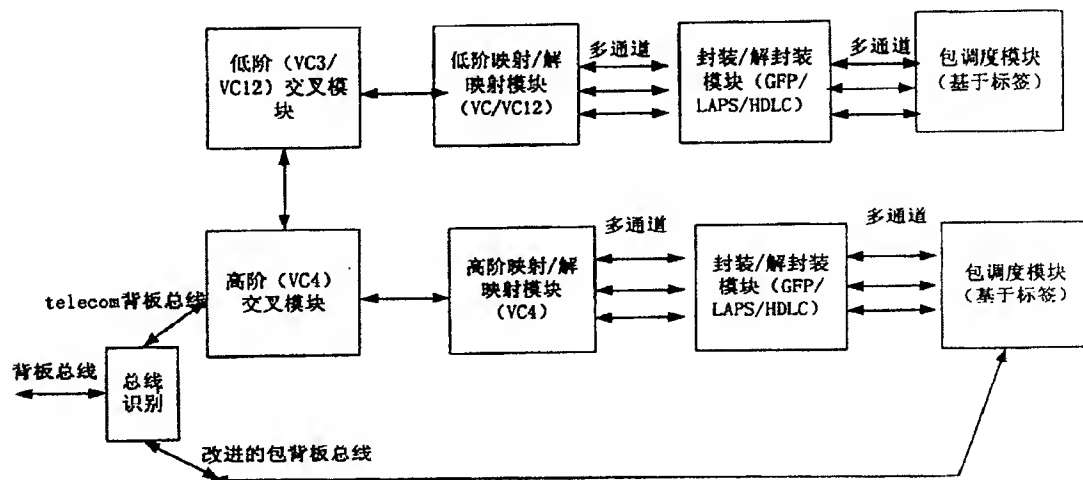 低阶（VC3/
VC12）交叉模
块
低阶映射/解
映射模块
（VC/VC12）
多通道
封装/解封装
模块（GFP/
LAPS/HDLC）
多通道
包调度模块
（基于标签）
高阶（VC4）
交叉模块
高阶映射/解
映射模块
（VC4）
多通道
封装/解封装
模块（GFP/
LAPS/HDLC）
多通道
包调度模块
（基于标签）
telecom背板总线
背板总线
总线
识别
改进的包背板总线